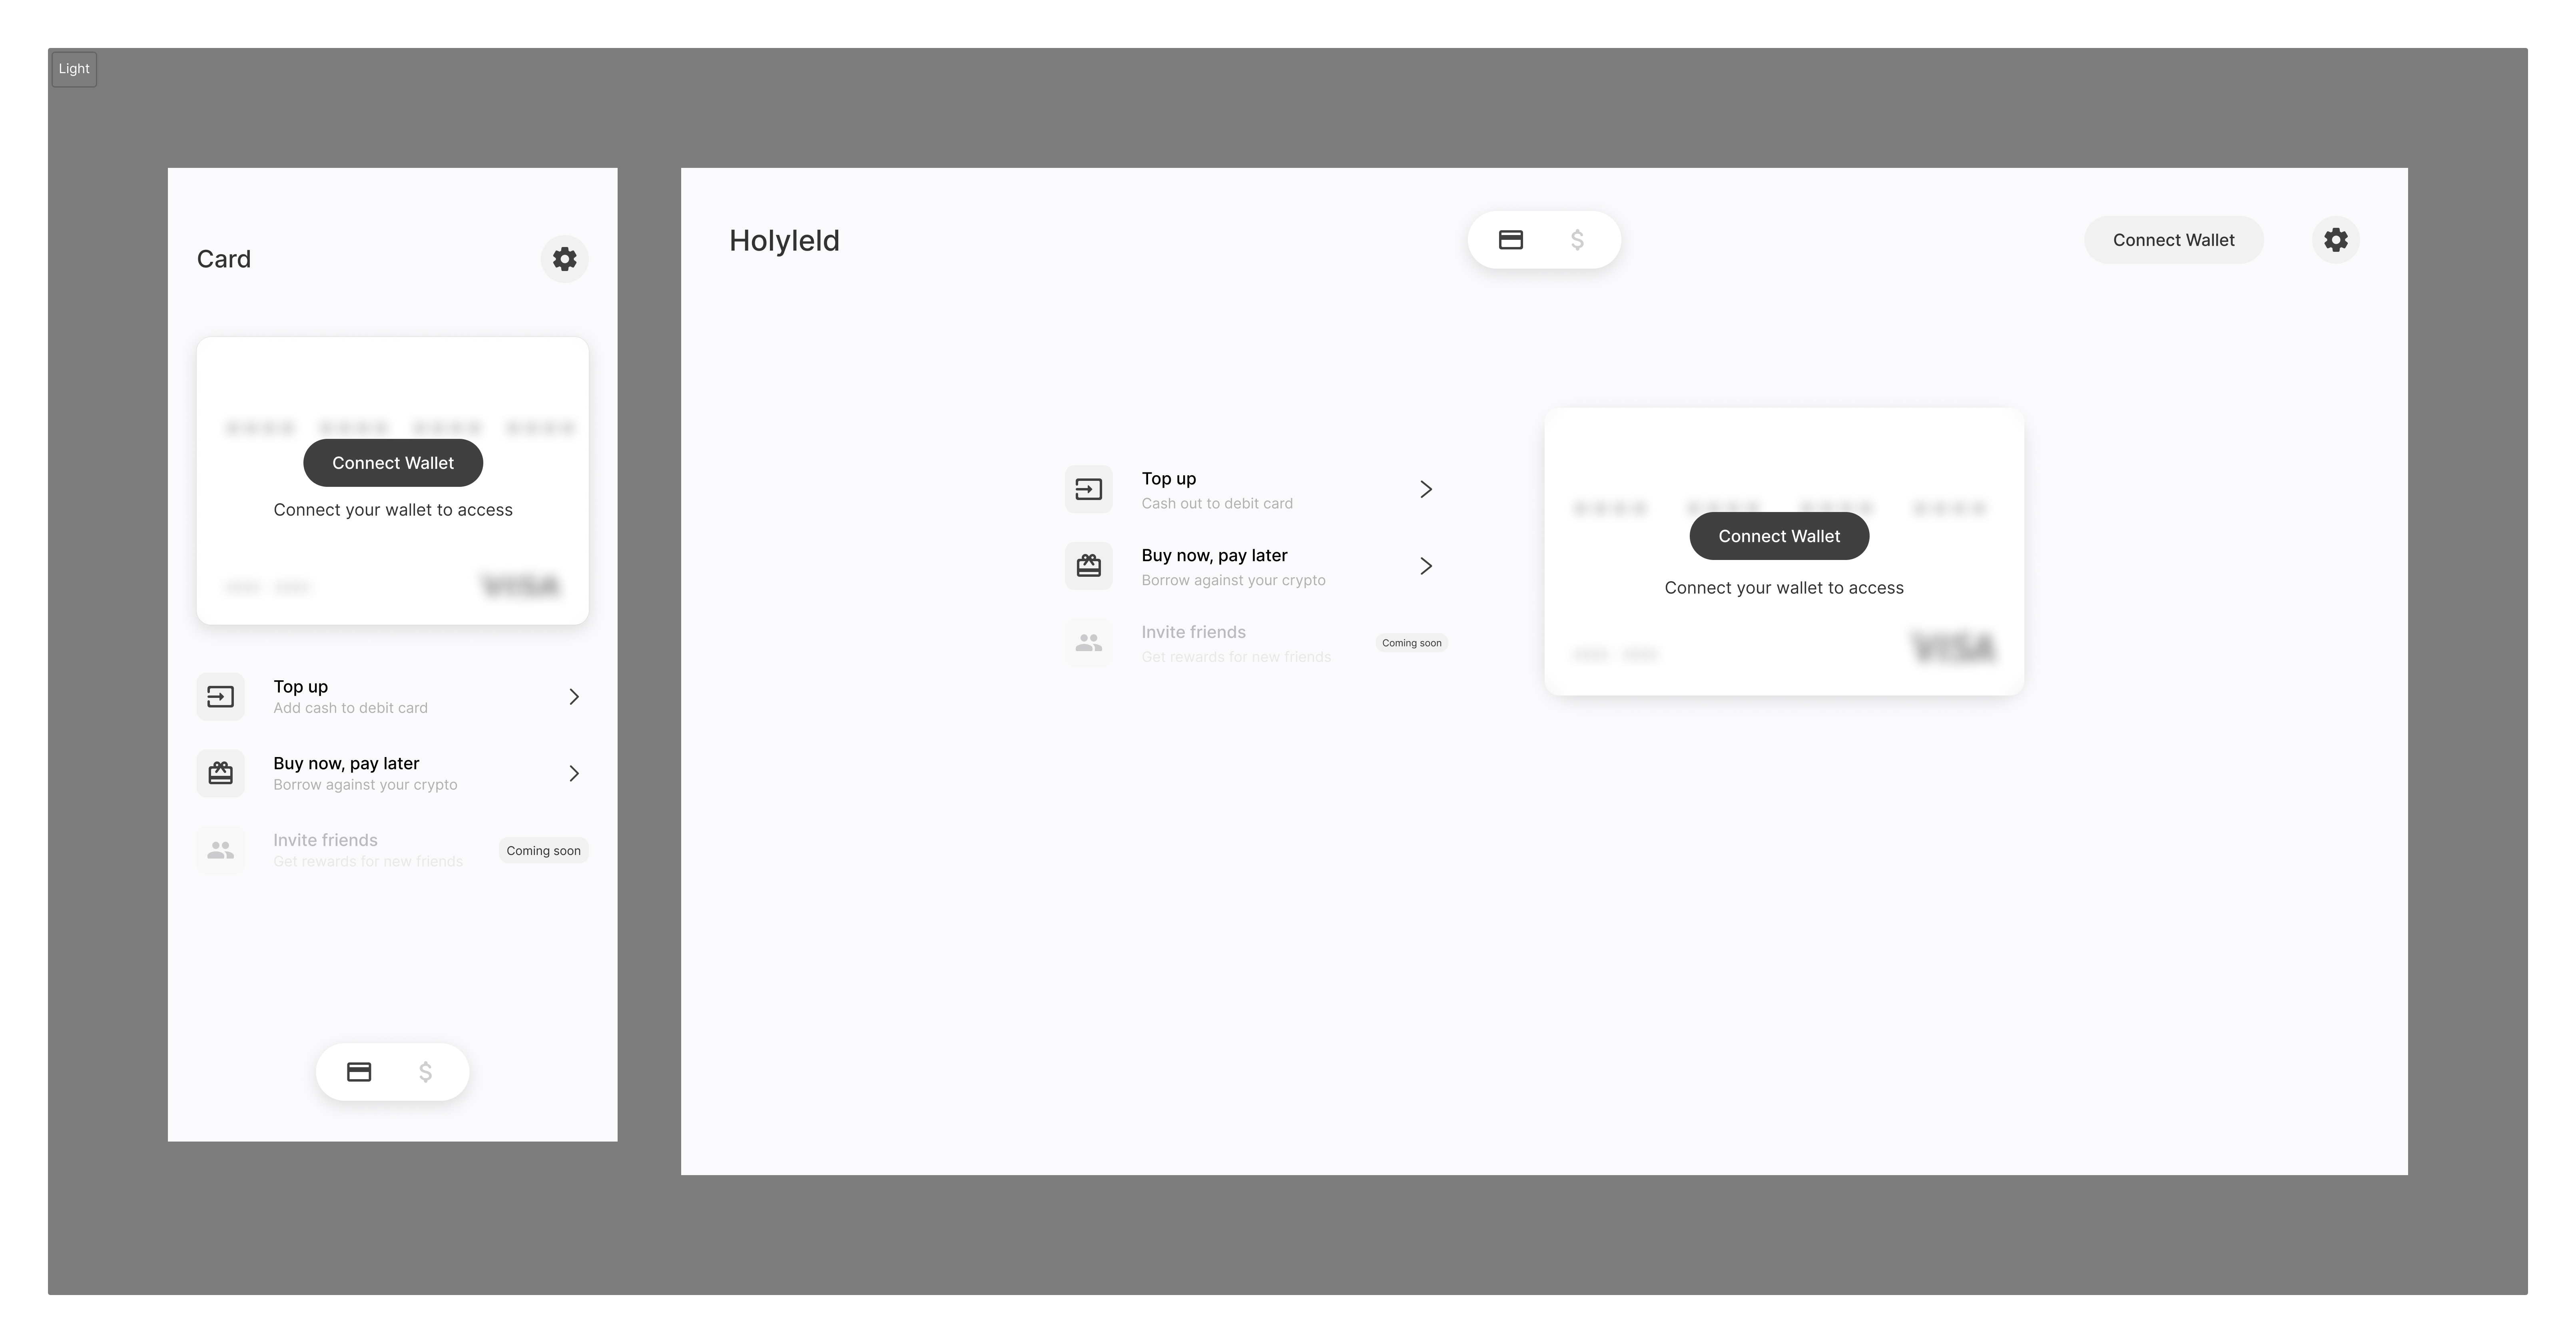 Light
Card
Connect Wallet
Connect your wallet to access
VISA
Top up
Add cash to debit card
Buy now, pay later
Borrow against your crypto
Invite friends
Get rewards for new friends
Coming soon
$
Holyleld
$
Connect Wallet
Top up
Cash out to debit card
Buy now, pay later
Borrow against your crypto
Invite friends
Get rewards for new friends
Coming soon
Connect Wallet
Connect your wallet to access
VISA